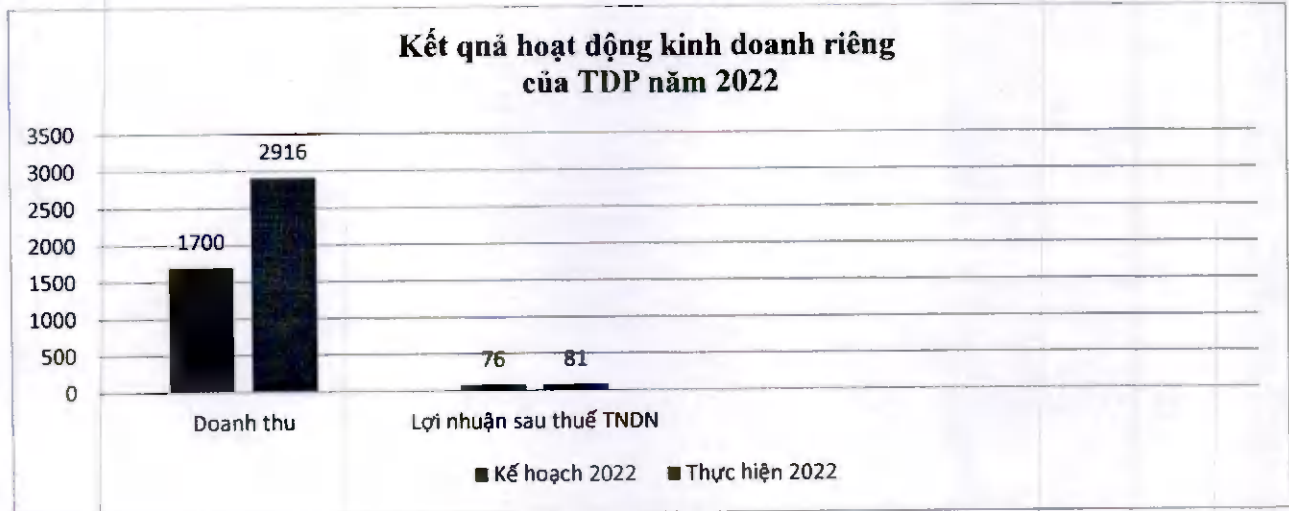 Kết quả hoạt động kinh doanh riêng
của TDP năm 2022
3500
3000
2500
2000
1500
1000
500
0
1700
2916
76
81
Doanh thu
Lợi nhuận sau thuế TNDN
Kế hoạch 2022
Thực hiện 2022